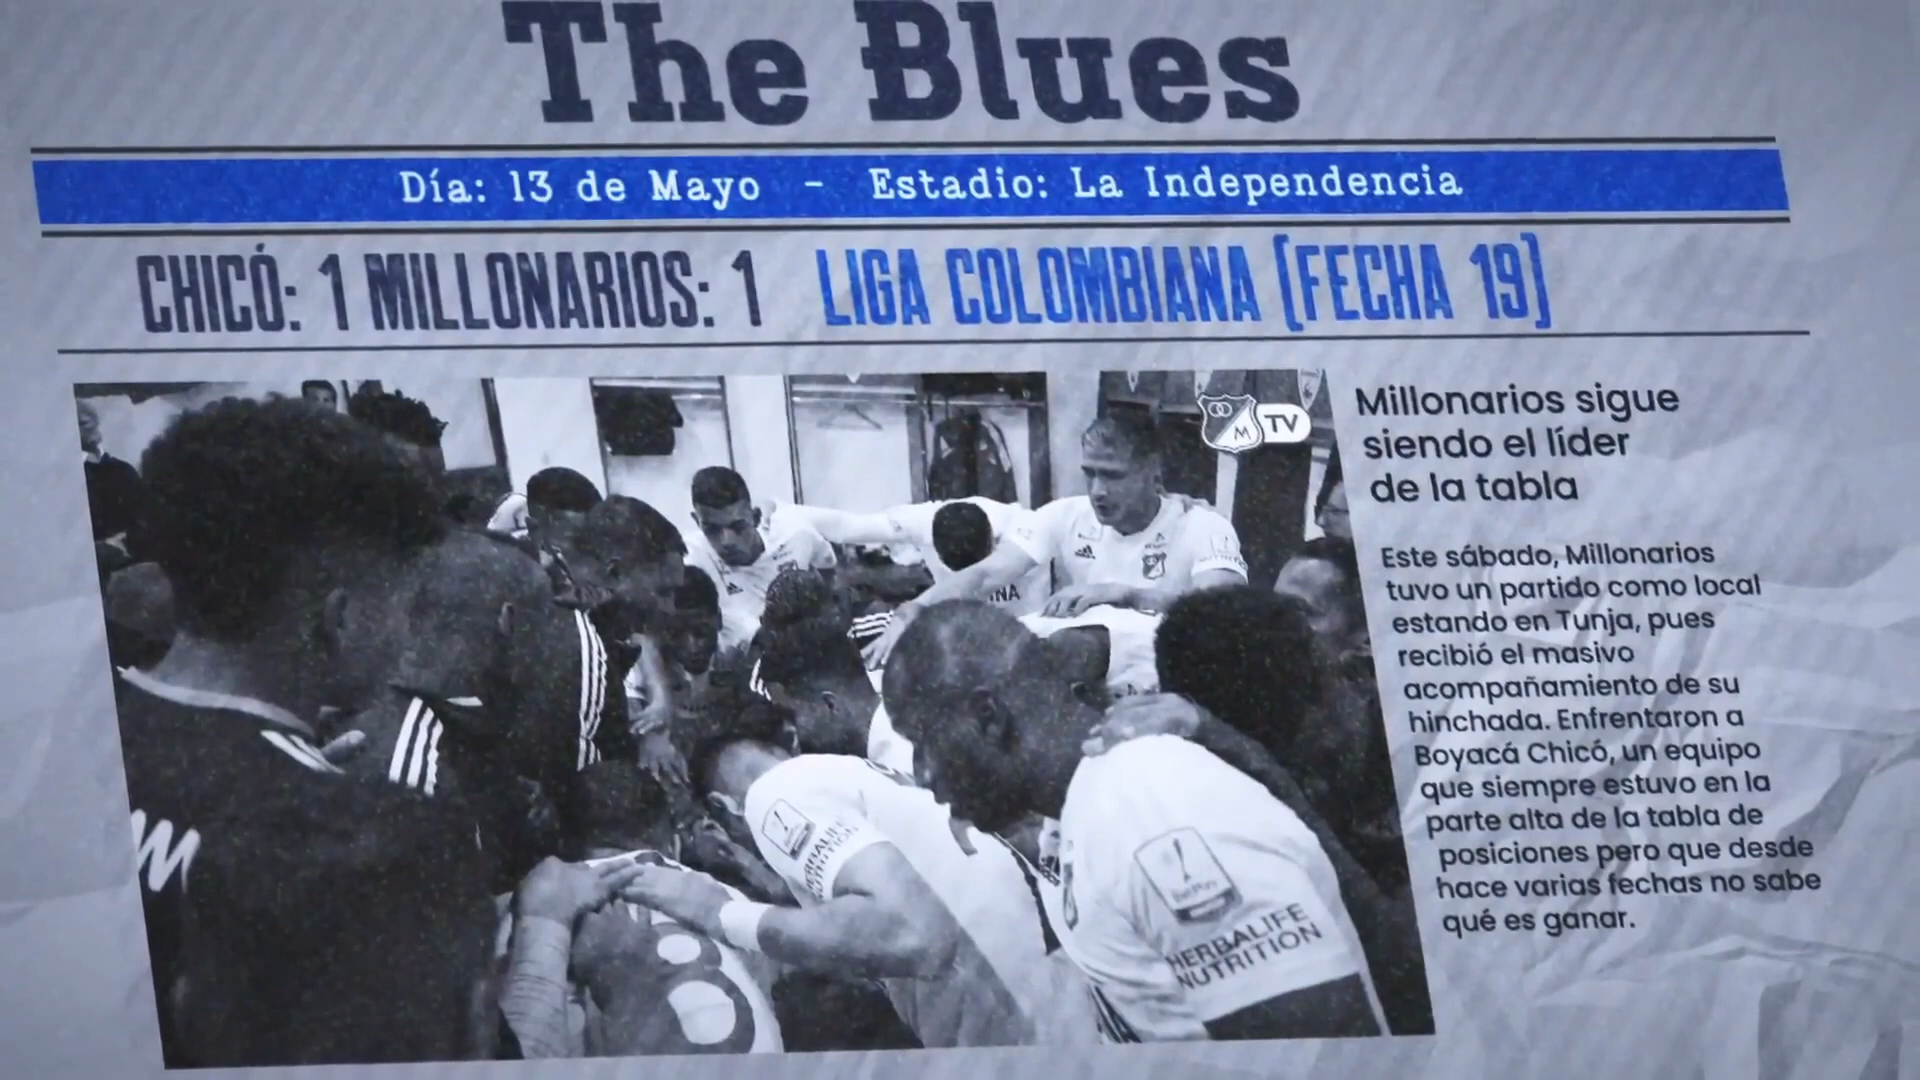 The Blues
Día: 13 de Mayo - Estadio: La Independencia
CHICÓ: 1 MILLONARIOS: 1 LIGA COLOMBIANA (FECHA 19)
TV
M
Millonarios sigue
siendo el líder
de la tabla
Este sábado, Millonarios
tuvo un partido como local
estando en Tunja, pues
recibió el masivo
acompañamiento de su
hinchada. Enfrentaron a
Boyacá Chicó, un equipo
que siempre estuvo en la
parte alta de la tabla de
posiciones pero que desde
hace varias fechas no sabe
qué es ganar.
HERBALIFE
NUTRITION
HERBALIFE
NUTRITION